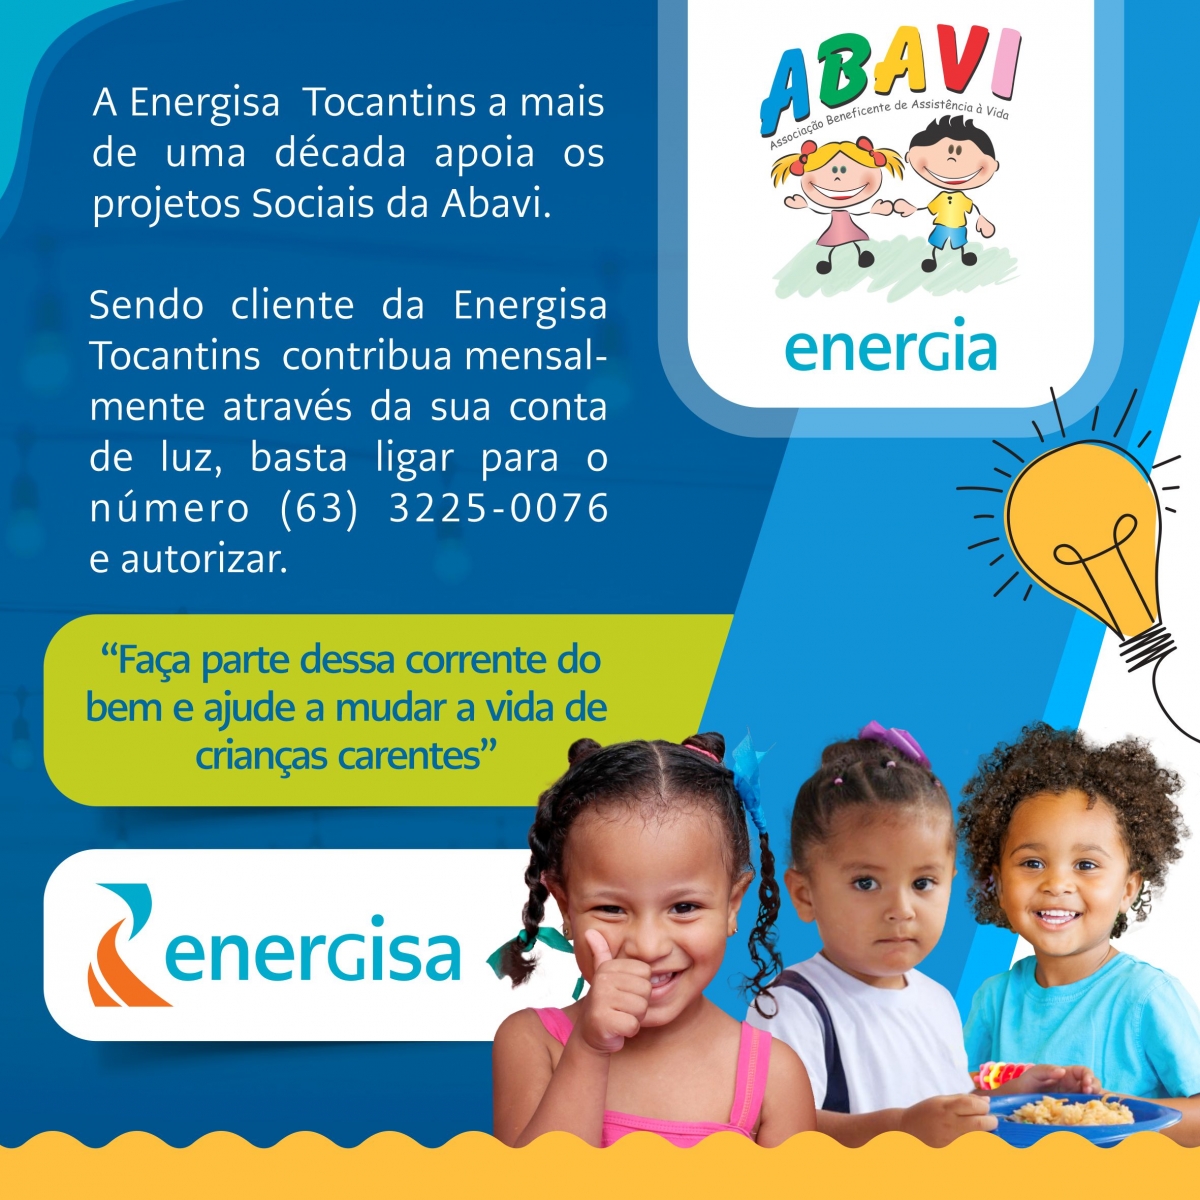 A Energisa Tocantins a mais
de uma década apoia os
projetos Sociais da Abavi.
Sendo cliente da Energisa
Tocantins contribua mensal-
mente através da sua conta
de luz, basta ligar para o
número (63) 3225-0076
e autorizar.
“Faça parte dessa corrente do
bem e ajude a mudar a vida de
crianças carentes”
energisa
ABAVI
Associação Beneficente de Assistência à Vida
energia